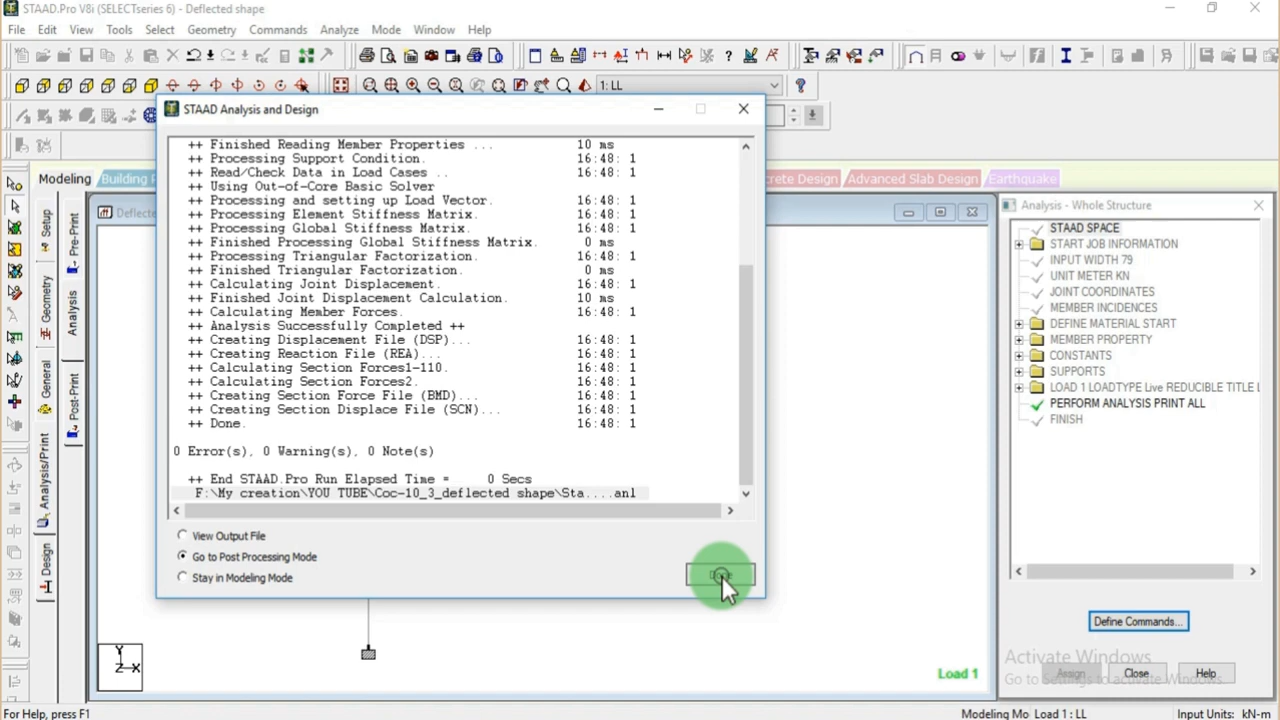 STAAD.Pro V8i (SELECTseries 6) - Deflected shape
File Edit View Tools Select Geometry Commands Analyze Mode Window Help
1: LL
STAAD Analysis and Design
++ Finished Reading Member Properties ... 10 ms
++ Processing Support Condition. 16:48: 1
++ Read/Check Data in Load Cases .. 16:48: 1
++ Using Out-of-Core Basic Solver
++ Processing and setting up Load Vector. 16:48: 1
++ Processing Element Stiffness Matrix. 16:48: 1
++ Processing Global Stiffness Matrix. 16:48: 1
++ Finished Processing Global Stiffness Matrix. 0 ms
++ Processing Triangular Factorization. 16:48: 1
++ Finished Triangular Factorization. 0 ms
++ Calculating Joint Displacement. 16:48: 1
++ Finished Joint Displacement Calculation. 10 ms
++ Calculating Member Forces. 16:48: 1
++ Analysis Successfully Completed ++
++ Creating Displacement File (DSP)... 16:48: 1
++ Creating Reaction File (REA)... 16:48: 1
++ Calculating Section Forces1-110. 16:48: 1
++ Calculating Section Forces2. 16:48: 1
++ Creating Section Force File (BMD)... 16:48: 1
++ Creating Section Displace File (SCN)... 16:48: 1
++ Done. 16:48: 1
0 Error(s), 0 Warning(s), 0 Note(s)
++ End STAAD.Pro Run Elapsed Time = 0 Secs
F:\My creation\YOU TUBE\Coc-10_3_deflected shape\Sta....anl
View Output File
Go to Post Processing Mode
Stay in Modeling Mode
Modeling Building Design Advanced Slab Design Earthquake
Setup
Geometry
General
Analysis/Print
Design
Pre-Print
Analysis
Post-Print
Y
Z X
Load 1
Analysis - Whole Structure
STAAD SPACE
START JOB INFORMATION
INPUT WIDTH 79
UNIT METER KN
JOINT COORDINATES
MEMBER INCIDENCES
DEFINE MATERIAL START
MEMBER PROPERTY
CONSTANTS
SUPPORTS
LOAD 1 LOADTYPE Live REDUCIBLE TITLE L
PERFORM ANALYSIS PRINT ALL
FINISH
Define Commands...
Activate Windows
Go to Settings to activate Windows.
Assign Close Help
For Help, press F1
Modeling Mo Load 1 : LL Input Units: kN-m